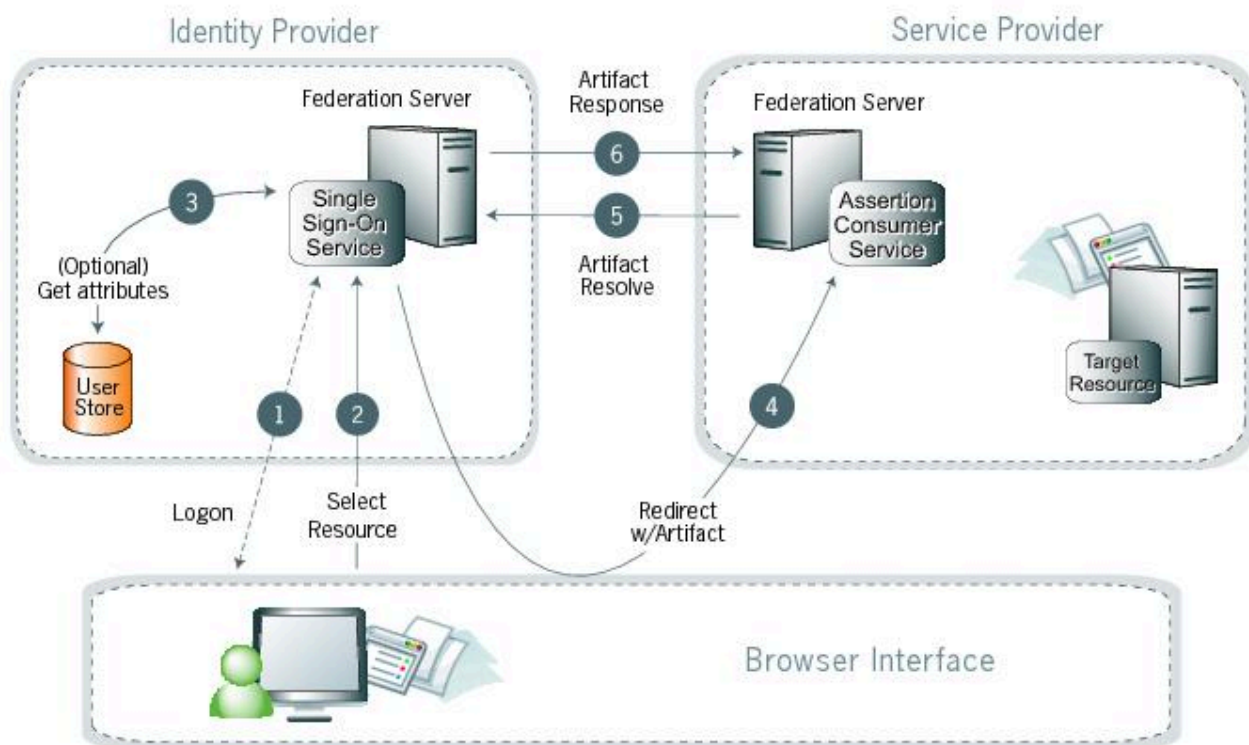 Identity Provider
Service Provider
Federation Server
Artifact
Response
Federation Server
6
3
Single
Sign-On
Service
5
Assertion
Consumer
Service
(Optional)
Get attributes
Artifact
Resolve
User
Store
1
2
4
Target
Resource
Logon
Select
Resource
Redirect
w/Artifact
Browser Interface